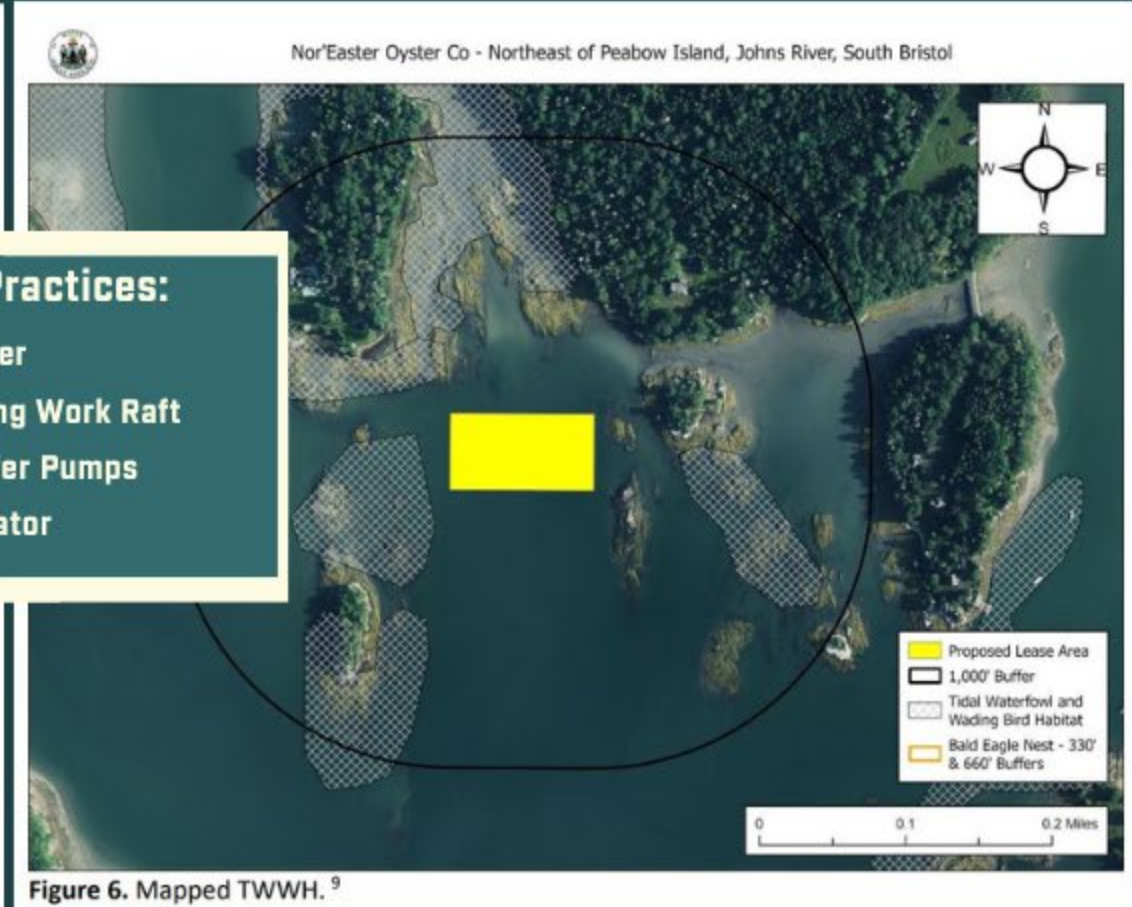 Nor'Easter Oyster Co - Northeast of Peabow Island, Johns River, South Bristol
N
W
E
S
Practices:
er
ng Work Raft
er Pumps
ator
Proposed Lease Area
1,000' Buffer
Tidal Waterfowl and
Wading Bird Habitat
Bald Eagle Nest - 330'
& 660' Buffers
0 0.1 0.2 Miles
Figure 6. Mapped TWWH. 9